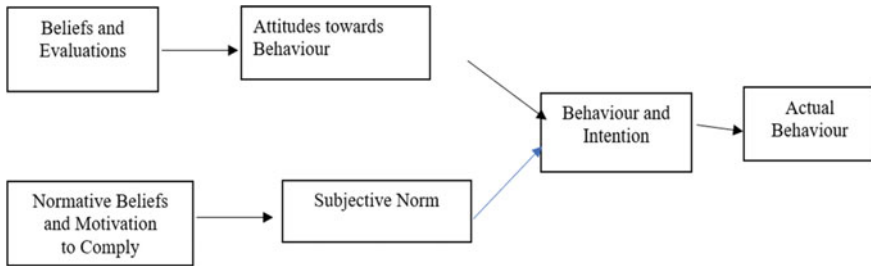 Beliefs and
Evaluations
Attitudes towards
Behaviour
Behaviour and
Intention
Actual
Behaviour
Normative Beliefs
and Motivation
to Comply
Subjective Norm